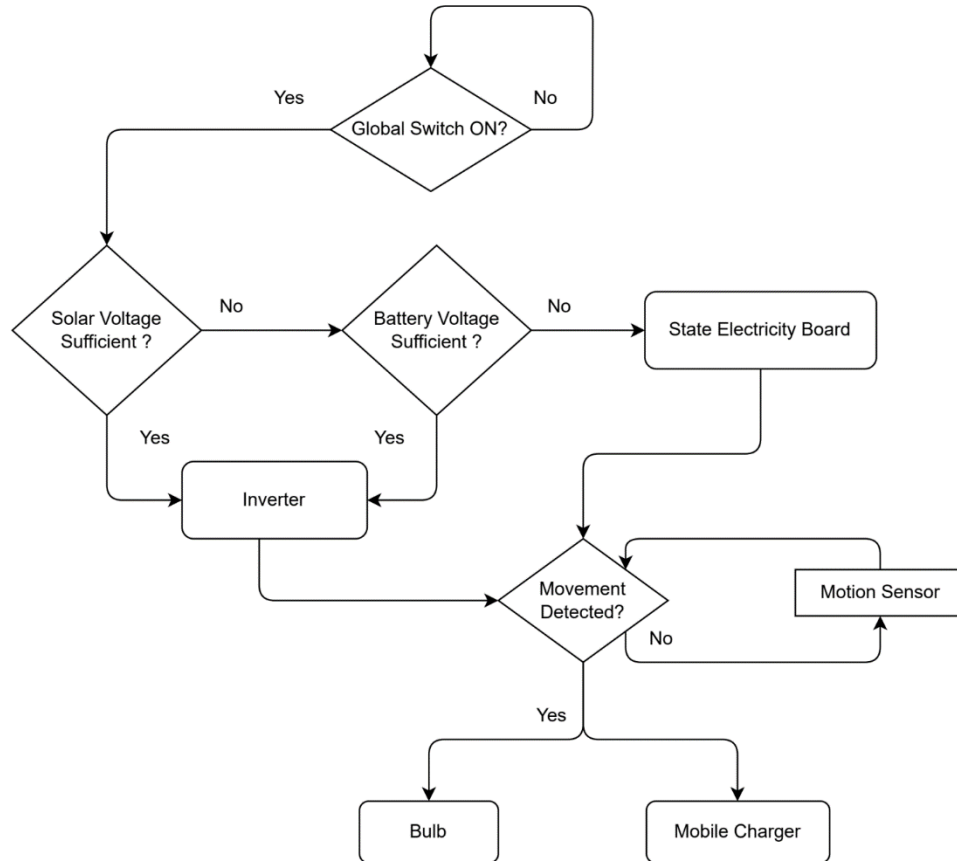 Yes
No
Global Switch ON?
Solar Voltage
Sufficient ?
No
Battery Voltage
Sufficient ?
No
State Electricity Board
Yes
Yes
Inverter
Movement
Detected?
Motion Sensor
No
Yes
Bulb
Mobile Charger